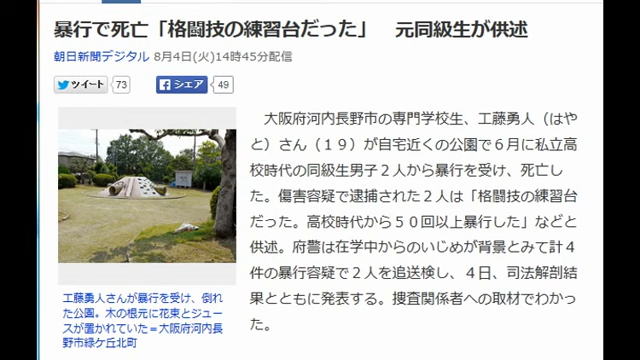 暴行で死亡「格闘技の練習台だった」　元同級生が供述
朝日新聞デジタル 8月4日(火)14時45分配信
ツイート 73 シェア 49
大阪府河内長野市の専門学校生、工藤勇人（はや
と）さん（１９）が自宅近くの公園で６月に私立高
校時代の同級生男子２人から暴行を受け、死亡し
た。傷害容疑で逮捕された２人は「格闘技の練習台
だった。高校時代から５０回以上暴行した」などと
供述。府警は在学中からのいじめが背景とみて計４
件の暴行容疑で２人を追送検し、４日、司法解剖結
果とともに発表する。捜査関係者への取材でわかっ
た。
工藤勇人さんが暴行を受け、倒れ
た公園。木の根元に花束とジュー
スが置かれていた＝大阪府河内長
野市緑ケ丘北町